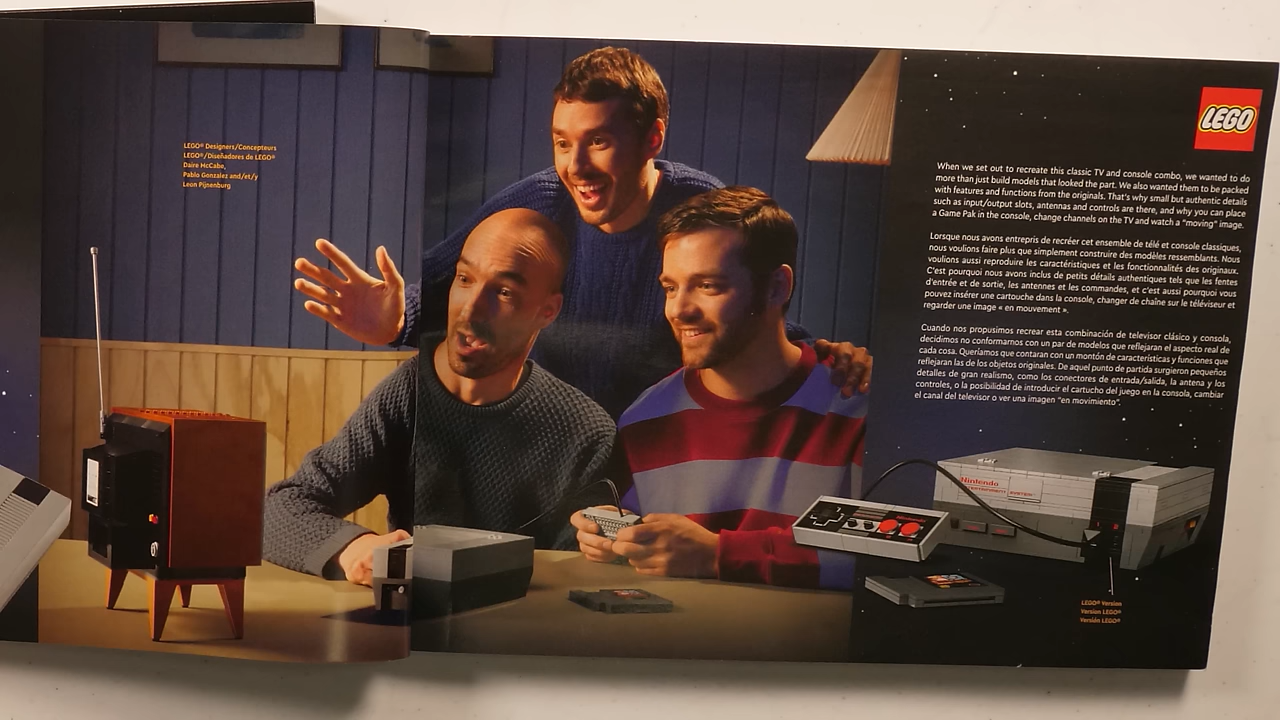 LEGO® Designers/Concepteurs
LEGO®/Diseñadores de LEGO®
Daire McCabe,
Pablo Gonzalez and/et/y
Leon Pijnenburg
LEGO
When we set out to recreate this classic TV and console combo, we wanted to do
more than just build models that looked the part. We also wanted them to be packed
with features and functions from the originals. That's why small but authentic details
such as input/output slots, antennas and controls are there, and why you can place
a Game Pak in the console, change channels on the TV and watch a "moving" image.
Lorsque nous avons entrepris de recréer cet ensemble de télé et console classiques,
nous voulions faire plus que simplement construire des modèles ressemblants. Nous
voulions aussi reproduire les caractéristiques et les fonctionnalités des originaux.
C'est pourquoi nous avons inclus de petits détails authentiques tels que les fentes
d'entrée et de sortie, les antennes et les commandes, et c'est aussi pourquoi vous
pouvez insérer une cartouche dans la console, changer de chaîne sur le téléviseur et
regarder une image « en mouvement ».
Cuando nos propusimos recrear esta combinación de televisor clásico y consola,
decidimos no conformarnos con un par de modelos que reflejaran el aspecto real de
cada cosa. Queríamos que contaran con un montón de características y funciones que
reflejaran las de los objetos originales. De aquel punto de partida surgieron pequeños
detalles de gran realismo, como los conectores de entrada/salida, la antena y los
controles, o la posibilidad de introducir el cartucho del juego en la consola, cambiar
el canal del televisor o ver una imagen "en movimiento".
Nintendo
ENTERTAINMENT SYSTEM
LEGO® Version
Version LEGO®
Versión LEGO®